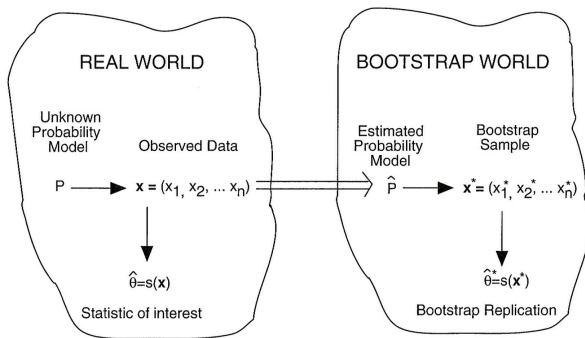 REAL WORLD
Unknown
Probability
Model
Observed Data
P
x = (x1, x2, ... xn)
θ̂=s(x)
Statistic of interest
BOOTSTRAP WORLD
Estimated
Probability
Model
Bootstrap
Sample
P̂
x*= (x1*, x2*, ... xn*)
θ̂*=s(x*)
Bootstrap Replication